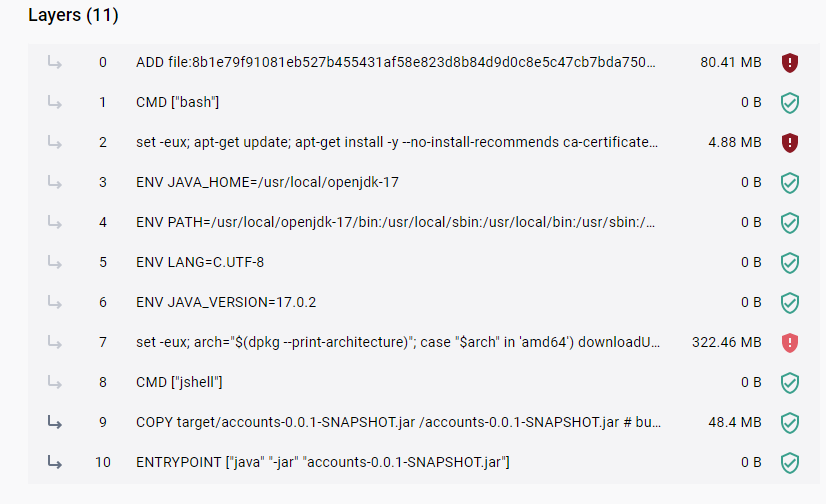 Layers (11)
0 ADD file:8b1e79f91081eb527b455431af58e823d8b84d9d0c8e5c47cb7bda750... 80.41 MB
1 CMD ["bash"] 0 B
2 set -eux; apt-get update; apt-get install -y --no-install-recommends ca-certificate... 4.88 MB
3 ENV JAVA_HOME=/usr/local/openjdk-17 0 B
4 ENV PATH=/usr/local/openjdk-17/bin:/usr/local/sbin:/usr/local/bin:/usr/sbin:/... 0 B
5 ENV LANG=C.UTF-8 0 B
6 ENV JAVA_VERSION=17.0.2 0 B
7 set -eux; arch="$(dpkg --print-architecture)"; case "$arch" in 'amd64') downloadU... 322.46 MB
8 CMD ["jshell"] 0 B
9 COPY target/accounts-0.0.1-SNAPSHOT.jar /accounts-0.0.1-SNAPSHOT.jar # bu... 48.4 MB
10 ENTRYPOINT ["java" "-jar" "accounts-0.0.1-SNAPSHOT.jar"] 0 B